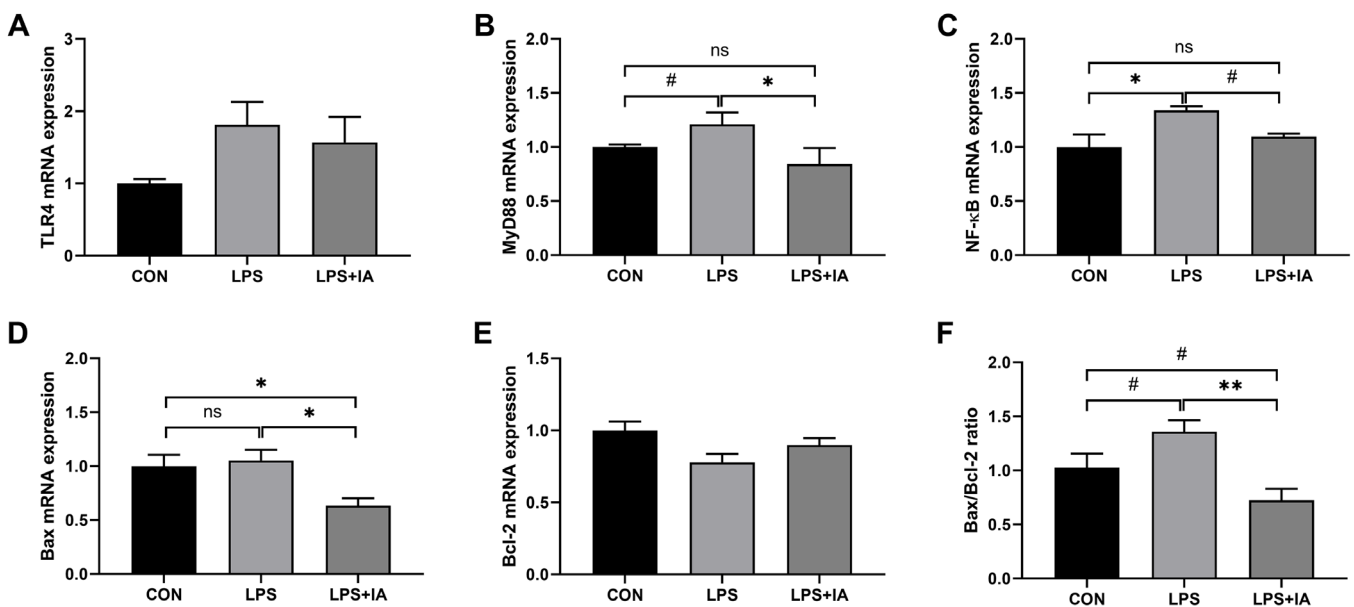 A
TLR4 mRNA expression
3
2
1
0
CON LPS LPS+IA
B
MyD88 mRNA expression
2.0
1.5
1.0
0.5
0.0
ns
# *
CON LPS LPS+IA
C
NF-κB mRNA expression
2.0
1.5
1.0
0.5
0.0
ns
* #
CON LPS LPS+IA
D
Bax mRNA expression
2.0
1.5
1.0
0.5
0.0
*
ns *
CON LPS LPS+IA
E
Bcl-2 mRNA expression
1.5
1.0
0.5
0.0
CON LPS LPS+IA
F
Bax/Bcl-2 ratio
2.0
1.5
1.0
0.5
0.0
#
# **
CON LPS LPS+IA